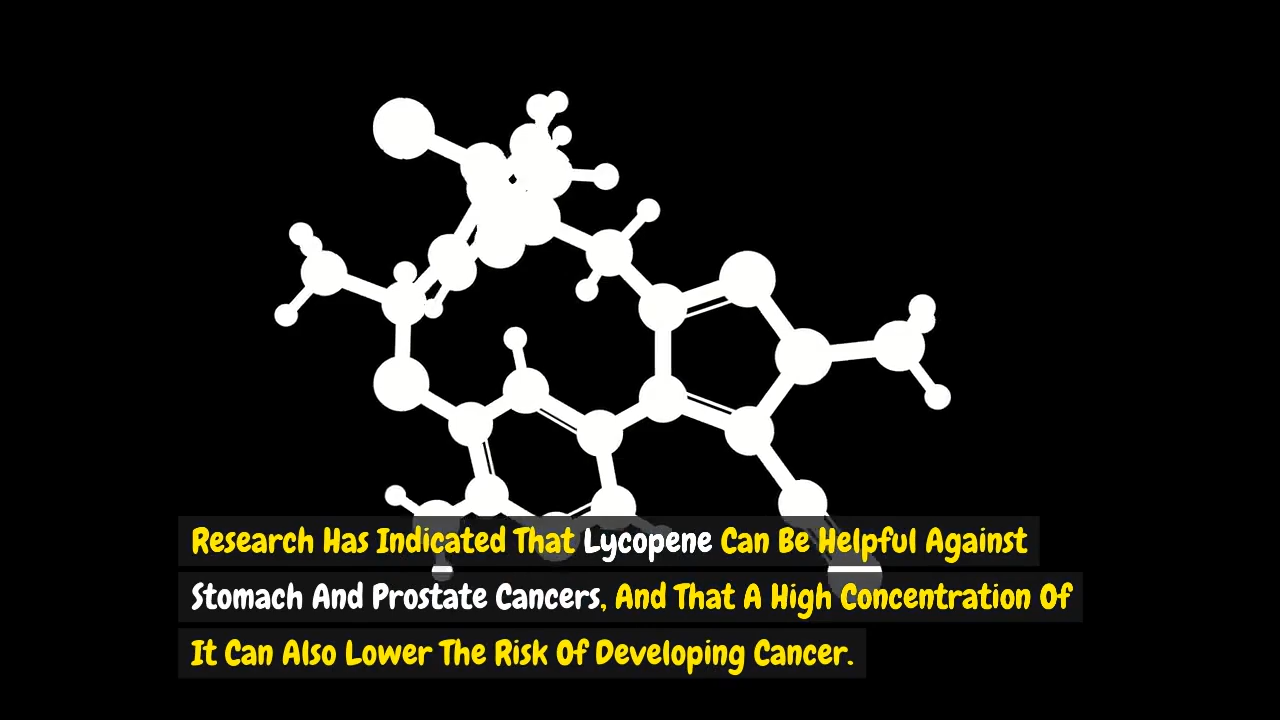 Research Has Indicated That Lycopene Can Be Helpful Against
Stomach And Prostate Cancers, And That A High Concentration Of
It Can Also Lower The Risk Of Developing Cancer.